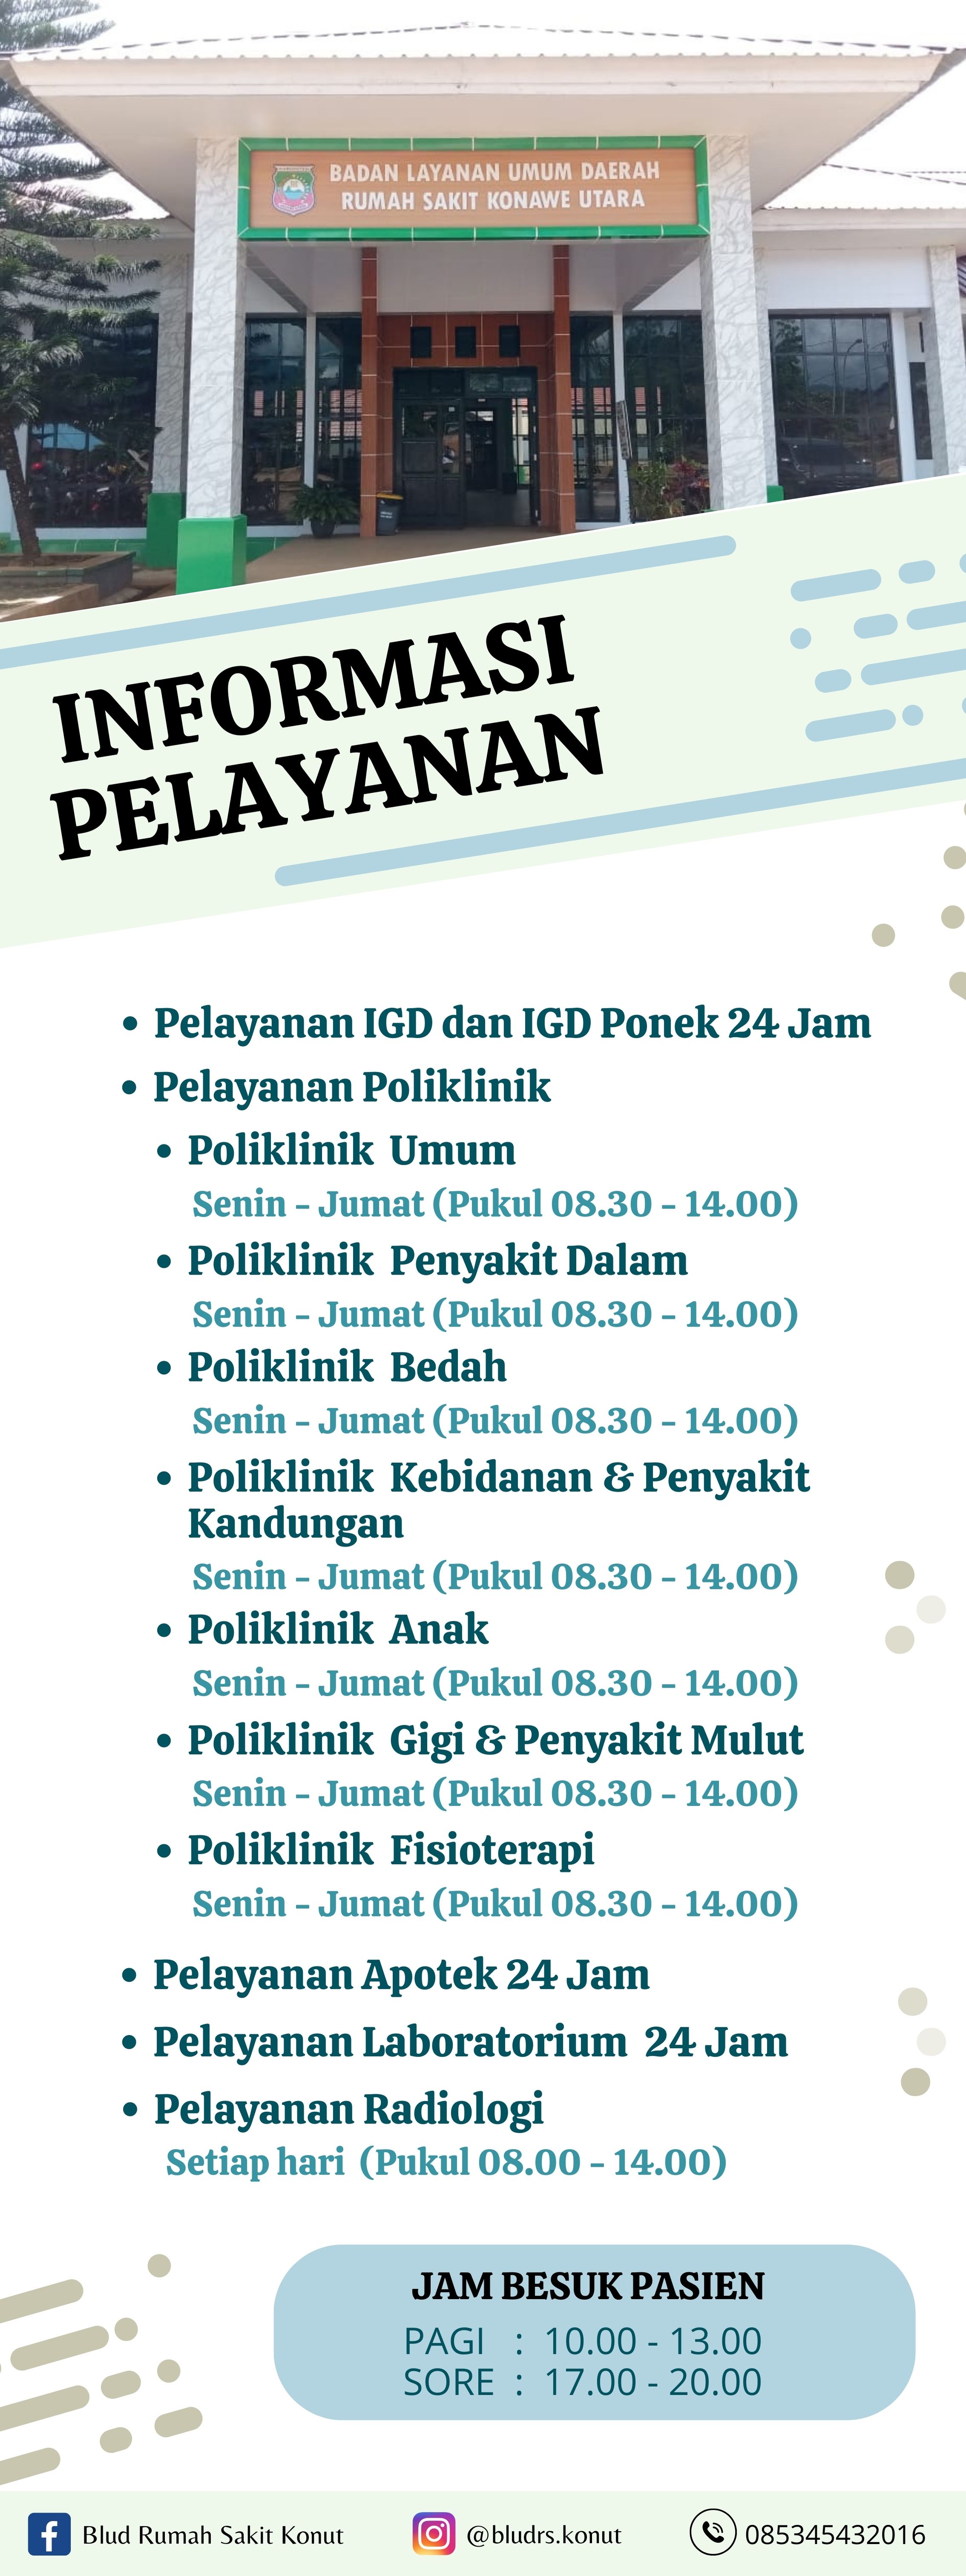 BADAN LAYANAN UMUM DAERAH
RUMAH SAKIT KONAWE UTARA
INFORMASI
PELAYANAN
• Pelayanan IGD dan IGD Ponek 24 Jam
• Pelayanan Poliklinik
• Poliklinik Umum
Senin - Jumat (Pukul 08.30 - 14.00)
• Poliklinik Penyakit Dalam
Senin - Jumat (Pukul 08.30 - 14.00)
• Poliklinik Bedah
Senin - Jumat (Pukul 08.30 - 14.00)
• Poliklinik Kebidanan & Penyakit
Kandungan
Senin - Jumat (Pukul 08.30 - 14.00)
• Poliklinik Anak
Senin - Jumat (Pukul 08.30 - 14.00)
• Poliklinik Gigi & Penyakit Mulut
Senin - Jumat (Pukul 08.30 - 14.00)
• Poliklinik Fisioterapi
Senin - Jumat (Pukul 08.30 - 14.00)
• Pelayanan Apotek 24 Jam
• Pelayanan Laboratorium 24 Jam
• Pelayanan Radiologi
Setiap hari (Pukul 08.00 - 14.00)
JAM BESUK PASIEN
PAGI : 10.00 - 13.00
SORE : 17.00 - 20.00
Blud Rumah Sakit Konut
@bludrs.konut
085345432016